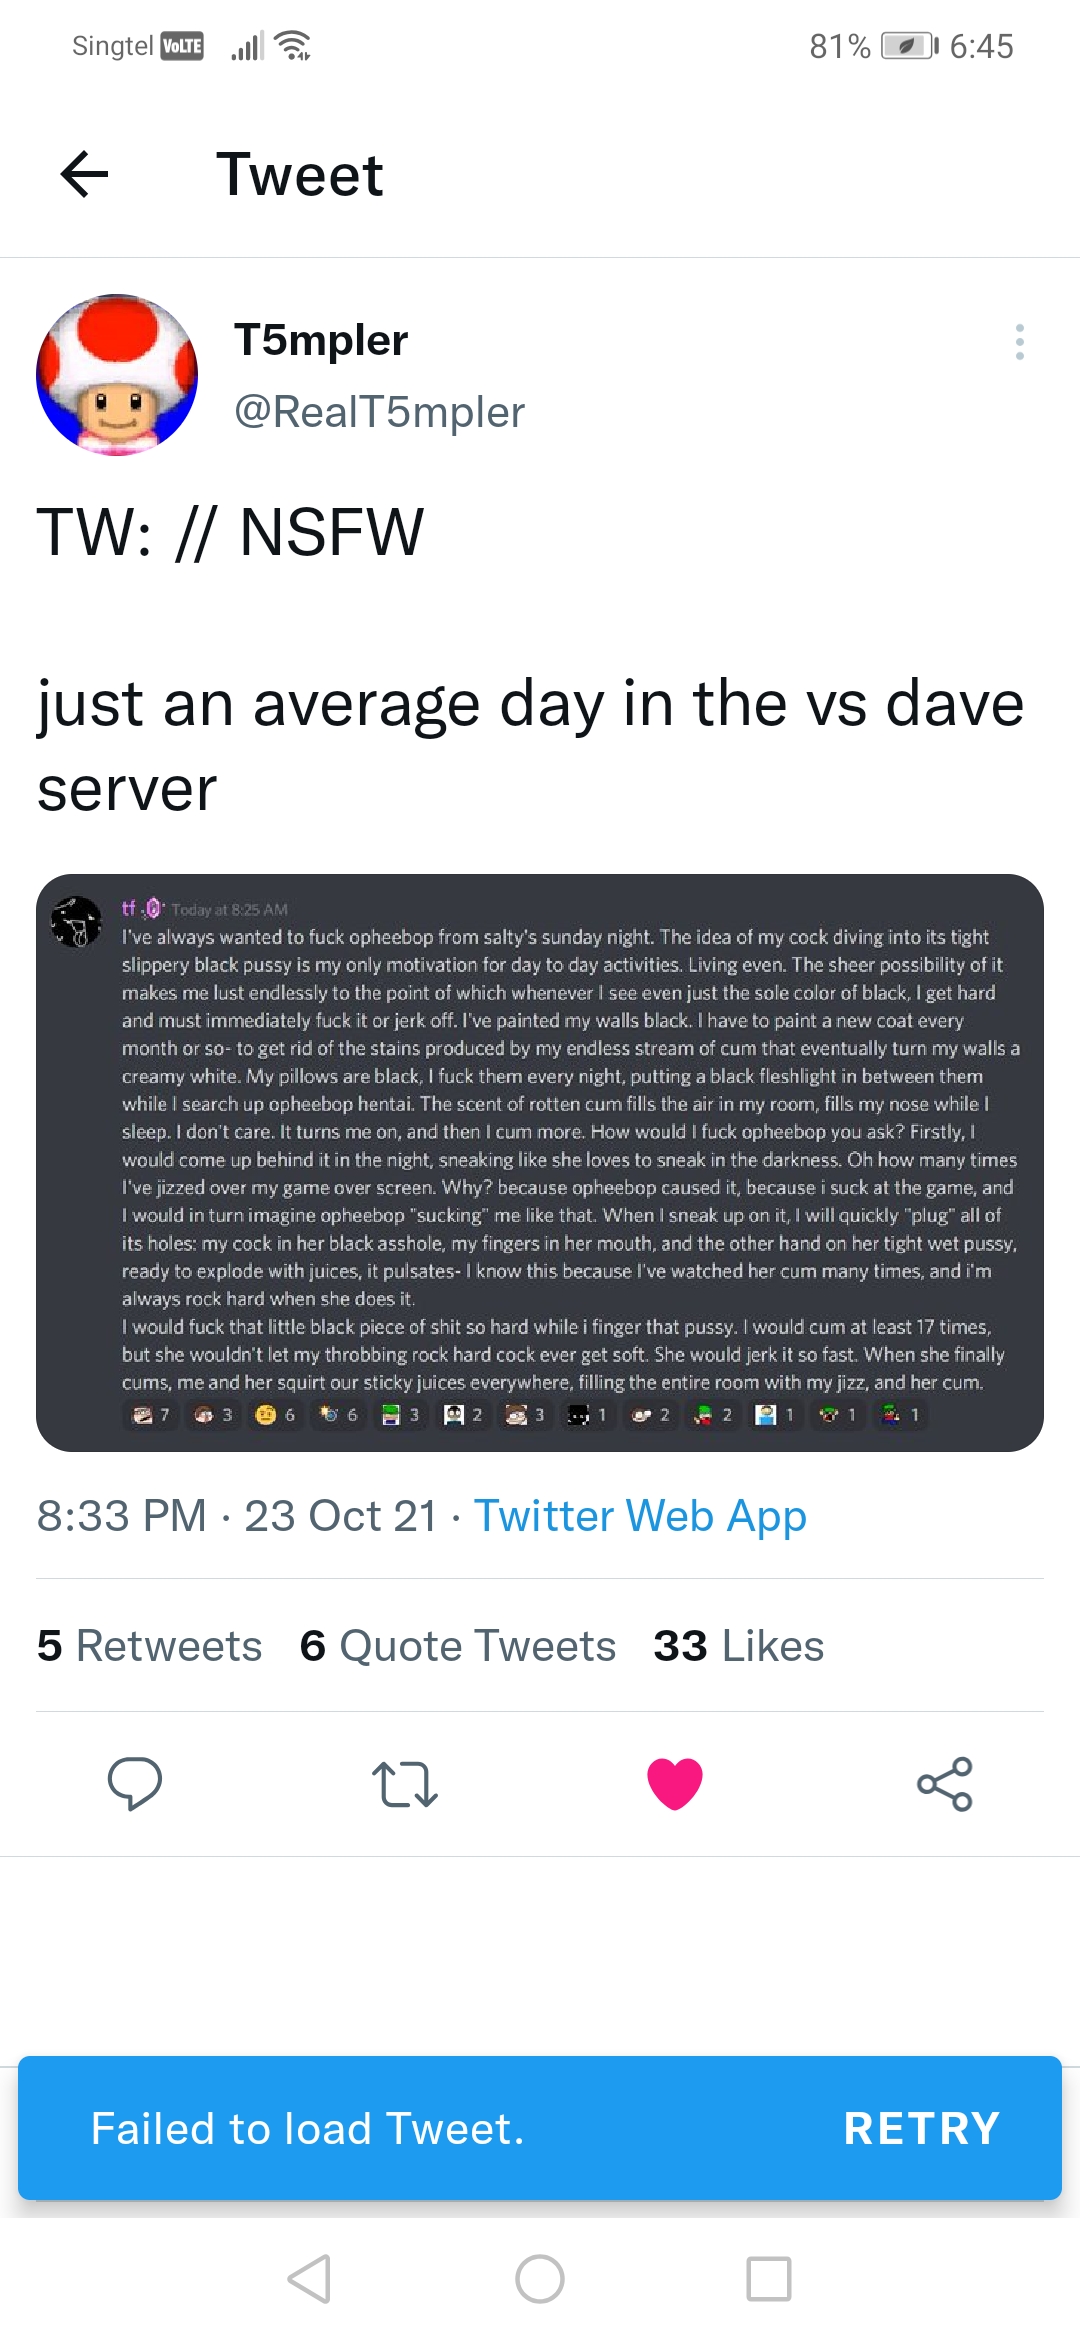 Singtel VoLTE 81% 6:45
Tweet
T5mpler
@RealT5mpler
TW: // NSFW
just an average day in the vs dave
server
tf Today at 8:25 AM
I've always wanted to fuck opheebop from salty's sunday night. The idea of my cock diving into its tight
slippery black pussy is my only motivation for day to day activities. Living even. The sheer possibility of it
makes me lust endlessly to the point of which whenever I see even just the sole color of black, I get hard
and must immediately fuck it or jerk off. I've painted my walls black. I have to paint a new coat every
month or so- to get rid of the stains produced by my endless stream of cum that eventually turn my walls a
creamy white. My pillows are black, I fuck them every night, putting a black fleshlight in between them
while I search up opheebop hentai. The scent of rotten cum fills the air in my room, fills my nose while I
sleep. I don't care. It turns me on, and then I cum more. How would I fuck opheebop you ask? Firstly, I
would come up behind it in the night, sneaking like she loves to sneak in the darkness. Oh how many times
I've jizzed over my game over screen. Why? because opheebop caused it, because i suck at the game, and
I would in turn imagine opheebop "sucking" me like that. When I sneak up on it, I will quickly "plug" all of
its holes: my cock in her black asshole, my fingers in her mouth, and the other hand on her tight wet pussy,
ready to explode with juices, it pulsates- I know this because I've watched her cum many times, and i'm
always rock hard when she does it.
I would fuck that little black piece of shit so hard while i finger that pussy. I would cum at least 17 times,
but she wouldn't let my throbbing rock hard cock ever get soft. She would jerk it so fast. When she finally
cums, me and her squirt our sticky juices everywhere, filling the entire room with my jizz, and her cum.
7 3 6 6 3 2 3 1 2 2 1 1 1
8:33 PM · 23 Oct 21 · Twitter Web App
5 Retweets 6 Quote Tweets 33 Likes
Failed to load Tweet. RETRY